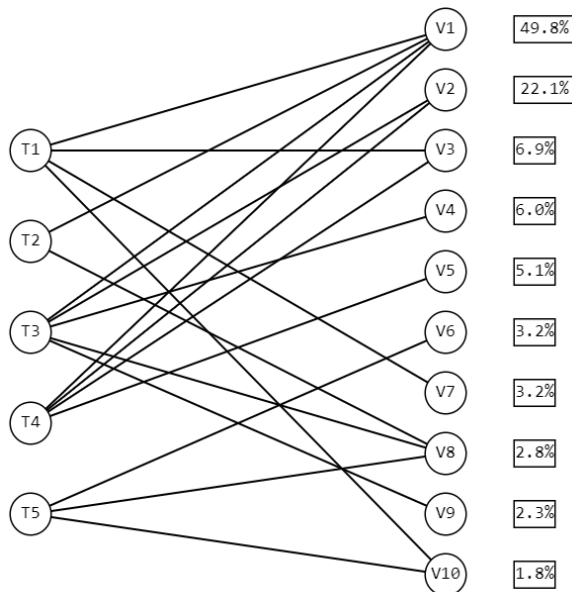 V1 49.8%
V2 22.1%
T1 V3 6.9%
V4 6.0%
T2
V5 5.1%
T3 V6 3.2%
V7 3.2%
T4
V8 2.8%
T5 V9 2.3%
V10 1.8%